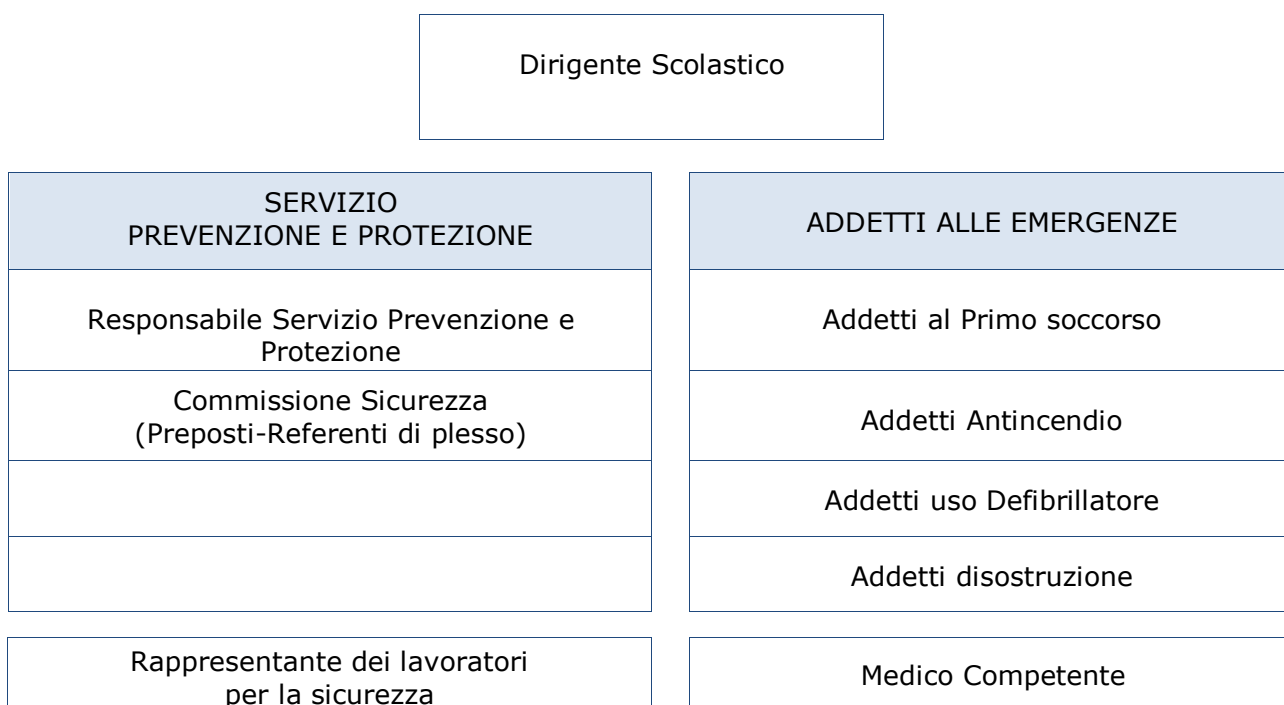 Dirigente Scolastico
SERVIZIO
PREVENZIONE E PROTEZIONE
Responsabile Servizio Prevenzione e
Protezione
Commissione Sicurezza
(Preposti-Referenti di plesso)
ADDETTI ALLE EMERGENZE
Addetti al Primo soccorso
Addetti Antincendio
Addetti uso Defibrillatore
Addetti disostruzione
Rappresentante dei lavoratori
per la sicurezza
Medico Competente